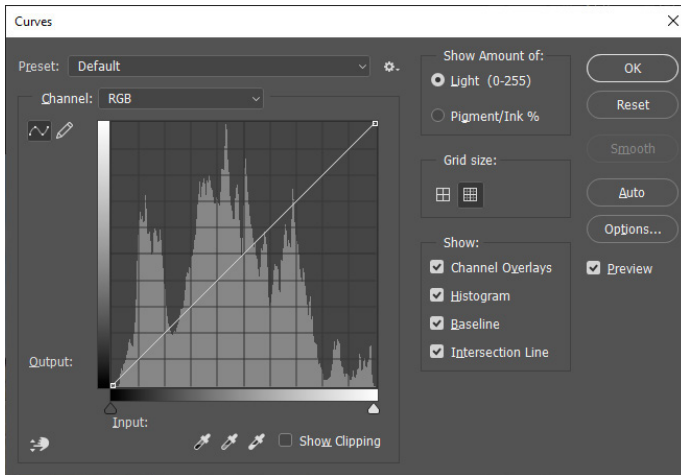 Curves
Preset: Default
Channel: RGB
Output:
Input:
Show Clipping
Show Amount of:
Light (0-255)
Pigment/Ink %
Grid size:
Show:
Channel Overlays
Histogram
Baseline
Intersection Line
OK
Reset
Smooth
Auto
Options...
Preview